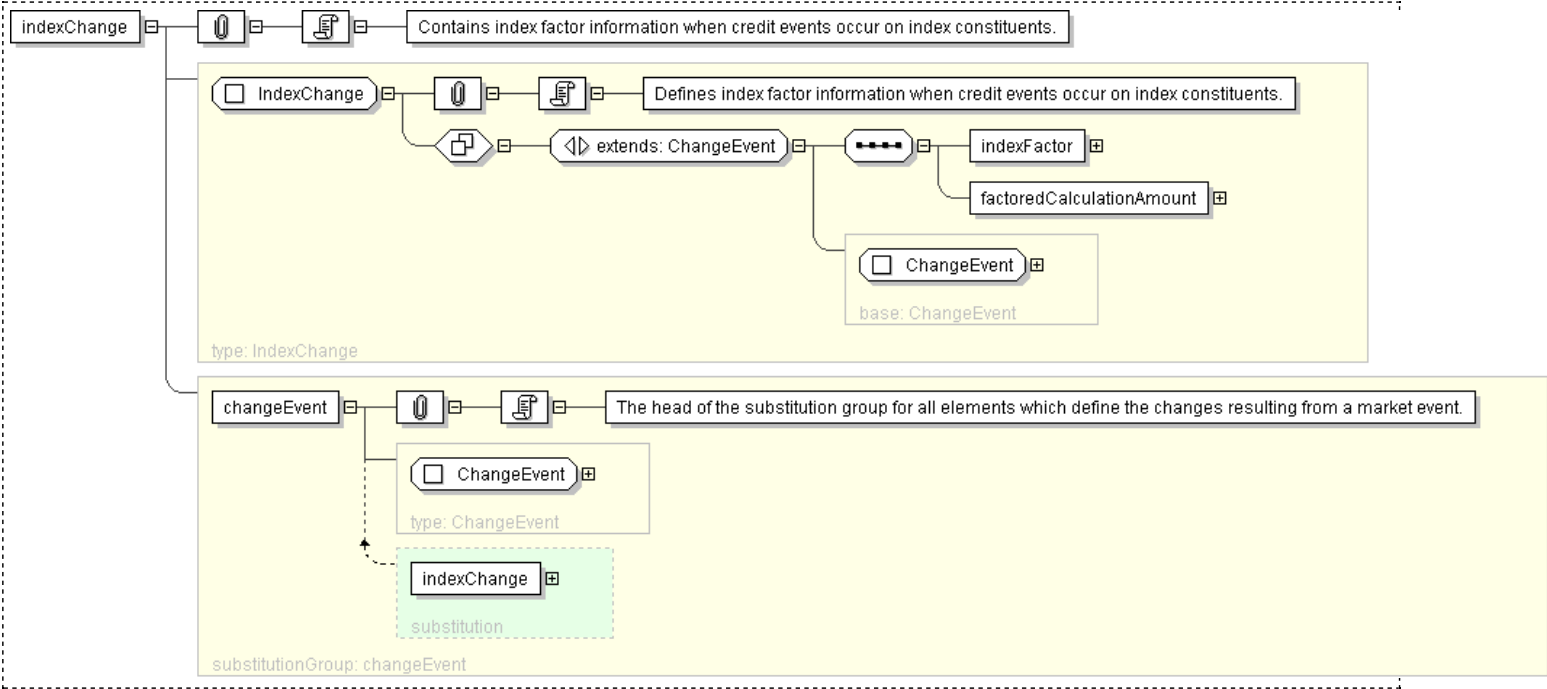 indexChange
Contains index factor information when credit events occur on index constituents.
IndexChange
Defines index factor information when credit events occur on index constituents.
extends: ChangeEvent
indexFactor
factoredCalculationAmount
ChangeEvent
base: ChangeEvent
type: IndexChange
changeEvent
The head of the substitution group for all elements which define the changes resulting from a market event.
ChangeEvent
type: ChangeEvent
indexChange
substitution
substitutionGroup: changeEvent